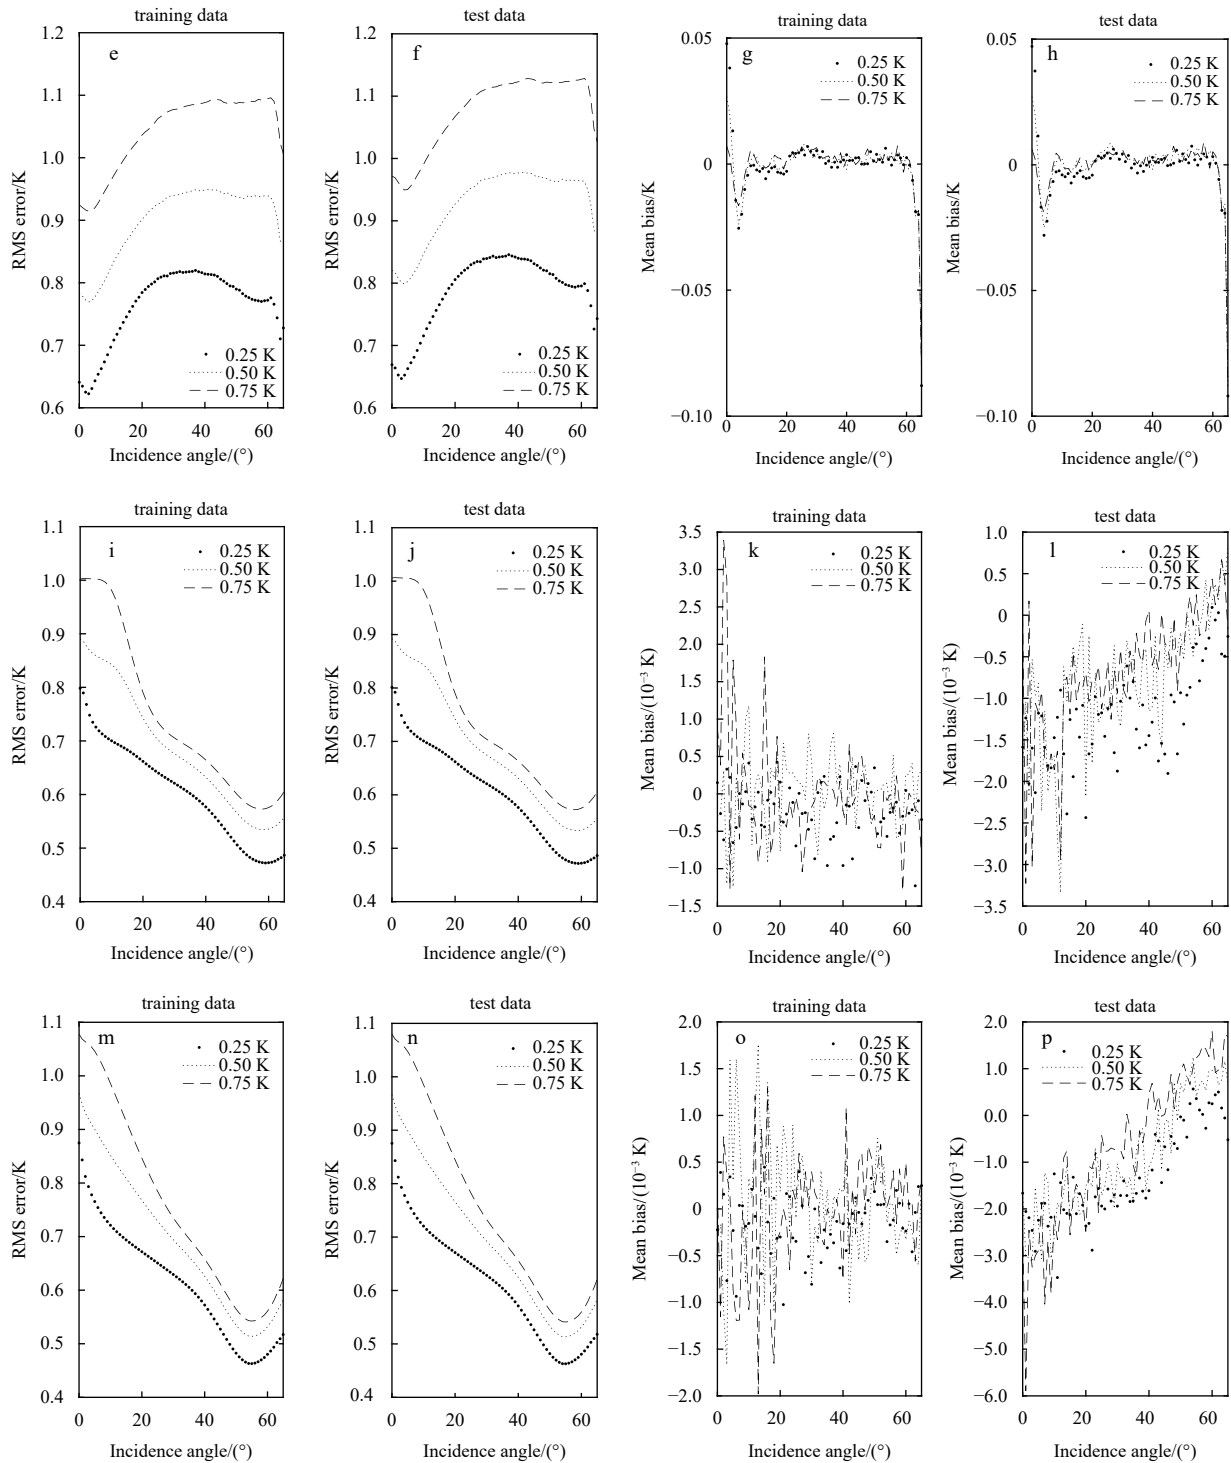 training data
e
RMS error/K
1.2
1.1
1.0
0.9
0.8
0.7
0.6
0.25 K
0.50 K
0.75 K
0 20 40 60
Incidence angle/(°)
test data
f
RMS error/K
1.2
1.1
1.0
0.9
0.8
0.7
0.6
0.25 K
0.50 K
0.75 K
0 20 40 60
Incidence angle/(°)
training data
g
Mean bias/K
0.05
0
−0.05
−0.10
0.25 K
0.50 K
0.75 K
0 20 40 60
Incidence angle/(°)
test data
h
Mean bias/K
0.05
0
−0.05
−0.10
0.25 K
0.50 K
0.75 K
0 20 40 60
Incidence angle/(°)
training data
i
RMS error/K
1.1
1.0
0.9
0.8
0.7
0.6
0.5
0.4
0.25 K
0.50 K
0.75 K
0 20 40 60
Incidence angle/(°)
test data
j
RMS error/K
1.1
1.0
0.9
0.8
0.7
0.6
0.5
0.4
0.25 K
0.50 K
0.75 K
0 20 40 60
Incidence angle/(°)
training data
k
Mean bias/(10⁻³ K)
3.5
3.0
2.5
2.0
1.5
1.0
0.5
0
−0.5
−1.0
−1.5
0.25 K
0.50 K
0.75 K
0 20 40 60
Incidence angle/(°)
test data
l
Mean bias/(10⁻³ K)
1.0
0.5
0
−0.5
−1.0
−1.5
−2.0
−2.5
−3.0
−3.5
0.25 K
0.50 K
0.75 K
0 20 40 60
Incidence angle/(°)
training data
m
RMS error/K
1.1
1.0
0.9
0.8
0.7
0.6
0.5
0.4
0.25 K
0.50 K
0.75 K
0 20 40 60
Incidence angle/(°)
test data
n
RMS error/K
1.1
1.0
0.9
0.8
0.7
0.6
0.5
0.4
0.25 K
0.50 K
0.75 K
0 20 40 60
Incidence angle/(°)
training data
o
Mean bias/(10⁻³ K)
2.0
1.5
1.0
0.5
0
−0.5
−1.0
−1.5
−2.0
0.25 K
0.50 K
0.75 K
0 20 40 60
Incidence angle/(°)
test data
p
Mean bias/(10⁻³ K)
2.0
1.0
0.0
−1.0
−2.0
−3.0
−4.0
−5.0
−6.0
0.25 K
0.50 K
0.75 K
0 20 40 60
Incidence angle/(°)